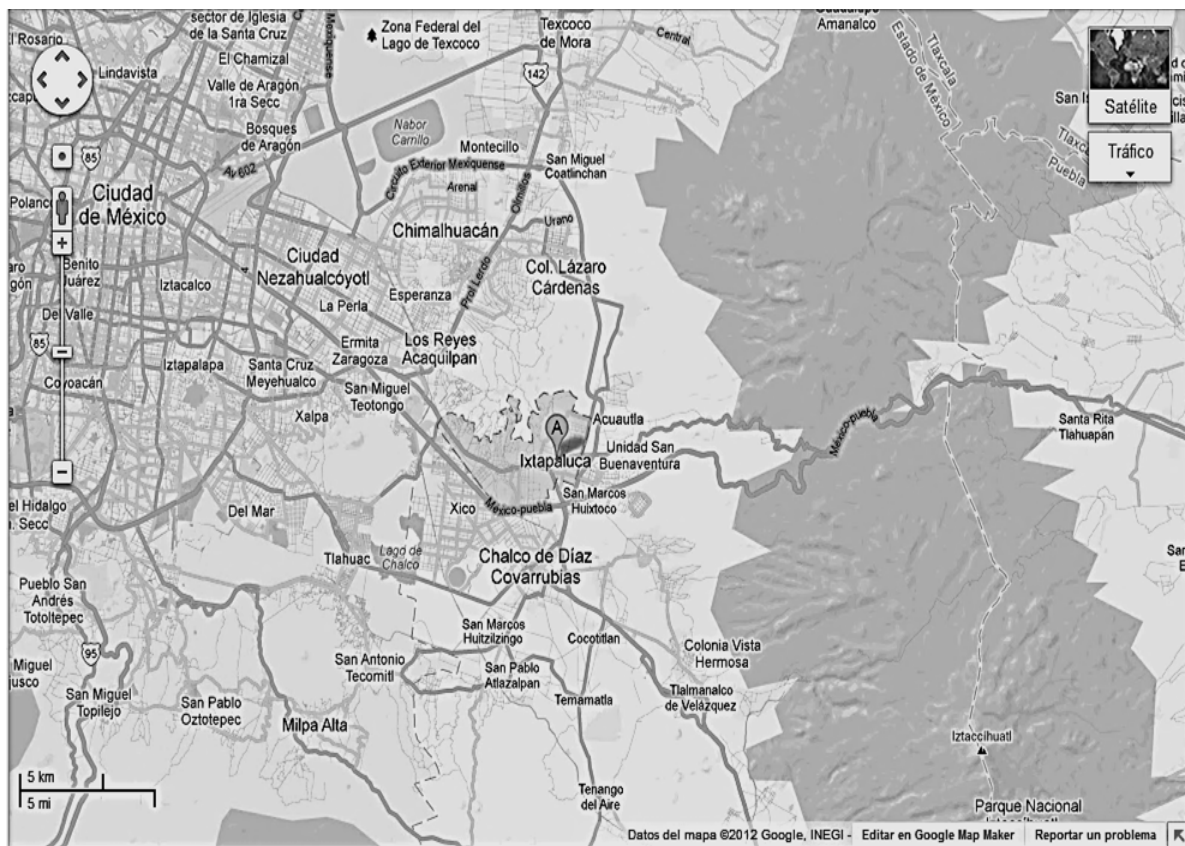 sector de Iglesia
de la Santa Cruz
El Rosario
El Chamizal
Lindavista
Valle de Aragón
1ra Secc
Bosques
de Aragón
Mexiquense
Zona Federal del
Lago de Texcoco
Texcoco
de Mora
142
Central
Amanalco
Tlaxcala
Estado de México
Tlaxcala
Puebla
Satélite
Tráfico
85
Av 602
Nabor
Carrillo
Montecillo
Circuito Exterior Mexiquense
Arenal
San Miguel
Coatlinchan
Olmillos
Urano
Ciudad
de México
Polanco
Chimalhuacán
Ciudad
Nezahualcóyotl
4
Benito
Juárez
Iztacalco
Col. Lázaro
Cárdenas
Esperanza
La Perla
Del Valle
85
Ermita
Zaragoza
Los Reyes
Acaquilpan
Iztapalapa
Santa Cruz
Meyehualco
Coyoacán
San Miguel
Teotongo
Xalpa
A
Acuautla
Ixtapaluca
Unidad San
Buenaventura
México-puebla
Santa Rita
Tlahuapán
San Marcos
Huixtoco
México-puebla
Xico
Del Mar
Tlahuac
Lago de
Chalco
Chalco de Díaz
Covarrubias
Pueblo San
Andrés
Totoltepec
San Marcos
Huitzilzingo
Cocotitlan
Colonia Vista
Hermosa
95
San Antonio
Tecomitl
San Pablo
Atlazalpan
Temamatla
Tlalmanalco
de Velázquez
San Miguel
Topilejo
San Pablo
Oztotepec
Milpa Alta
Iztaccihuatl
5 km
5 mi
Tenango
del Aire
Parque Nacional
Datos del mapa ©2012 Google, INEGI - Editar en Google Map Maker Reportar un problema